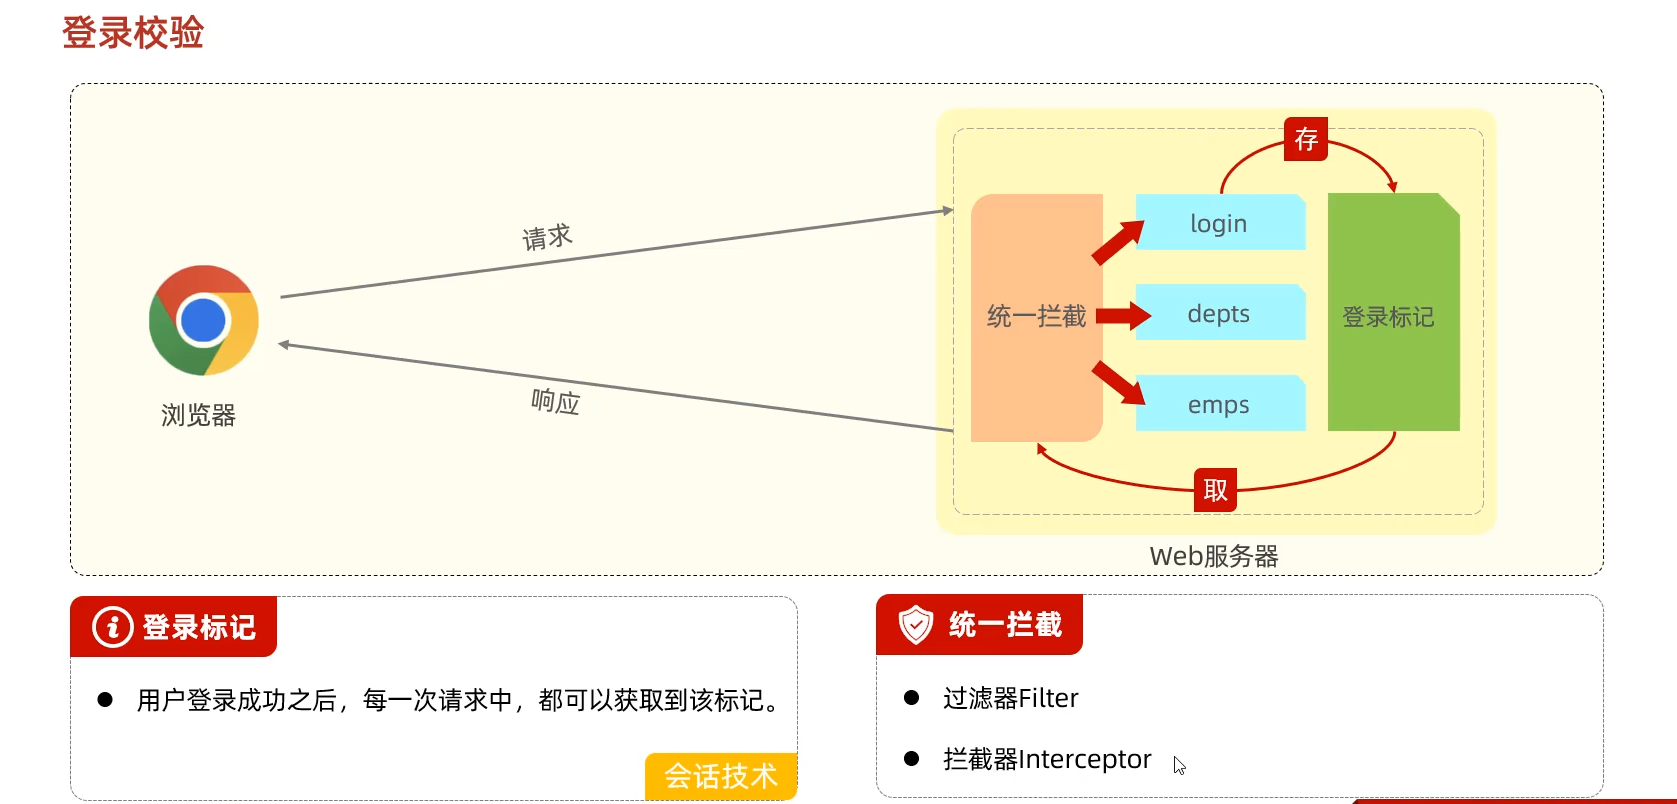 登录校验
存
请求
login
统一拦截
depts
登录标记
响应
emps
浏览器
取
Web服务器
登录标记
用户登录成功之后，每一次请求中，都可以获取到该标记。
会话技术
统一拦截
过滤器Filter
拦截器Interceptor